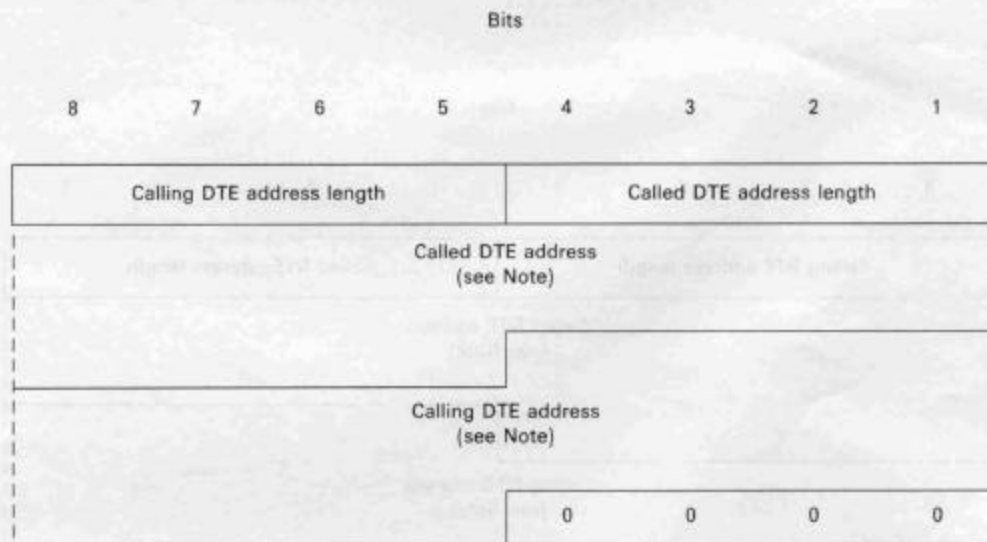 Bits
8 7 6 5 4 3 2 1
Calling DTE address length Called DTE address length
Called DTE address
(see Note)
Calling DTE address
(see Note)
0 0 0 0